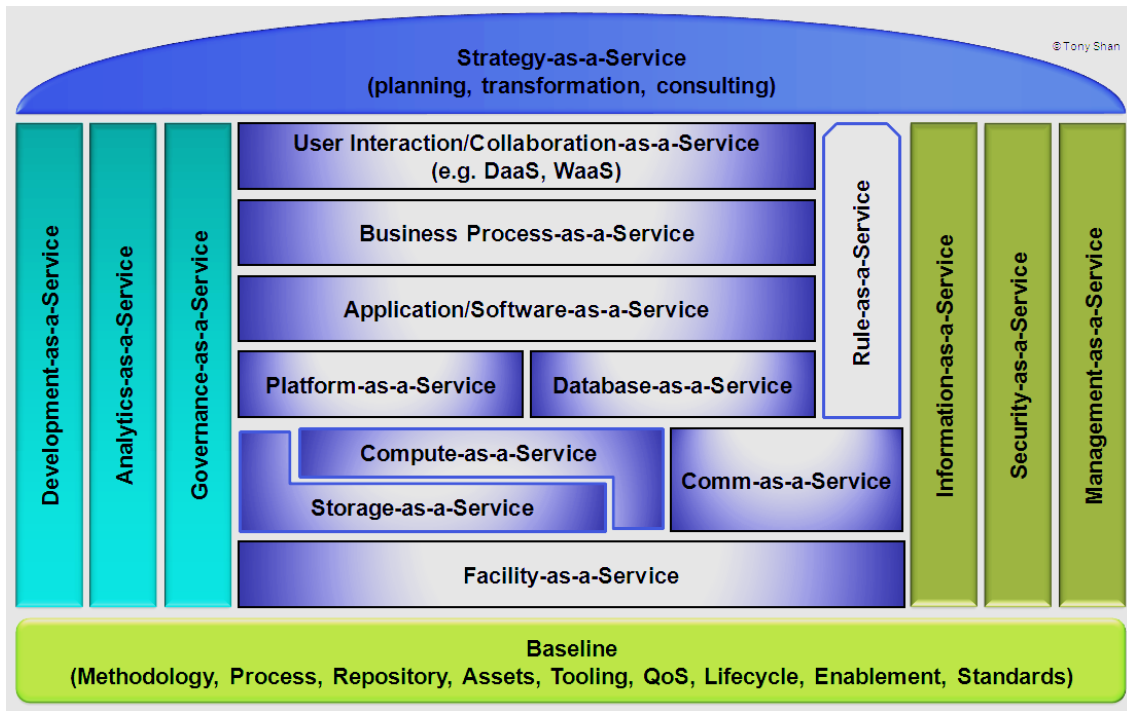 © Tony Shan
Strategy-as-a-Service
(planning, transformation, consulting)
Development-as-a-Service
Analytics-as-a-Service
Governance-as-a-Service
User Interaction/Collaboration-as-a-Service
(e.g. DaaS, WaaS)
Business Process-as-a-Service
Application/Software-as-a-Service
Platform-as-a-Service
Database-as-a-Service
Rule-as-a-Service
Compute-as-a-Service
Storage-as-a-Service
Comm-as-a-Service
Facility-as-a-Service
Information-as-a-Service
Security-as-a-Service
Management-as-a-Service
Baseline
(Methodology, Process, Repository, Assets, Tooling, QoS, Lifecycle, Enablement, Standards)